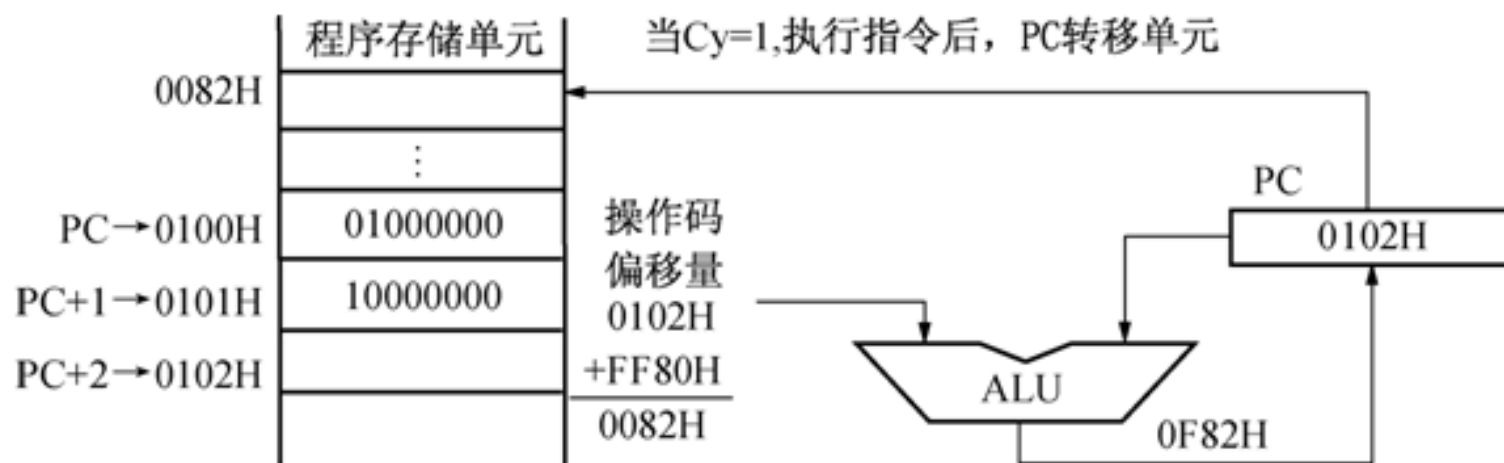 程序存储单元
当Cy=1,执行指令后，PC转移单元
0082H
⋮
PC→0100H
01000000
操作码
PC
0102H
偏移量
PC+1→0101H
10000000
0102H
PC+2→0102H
+FF80H
0082H
ALU
0F82H